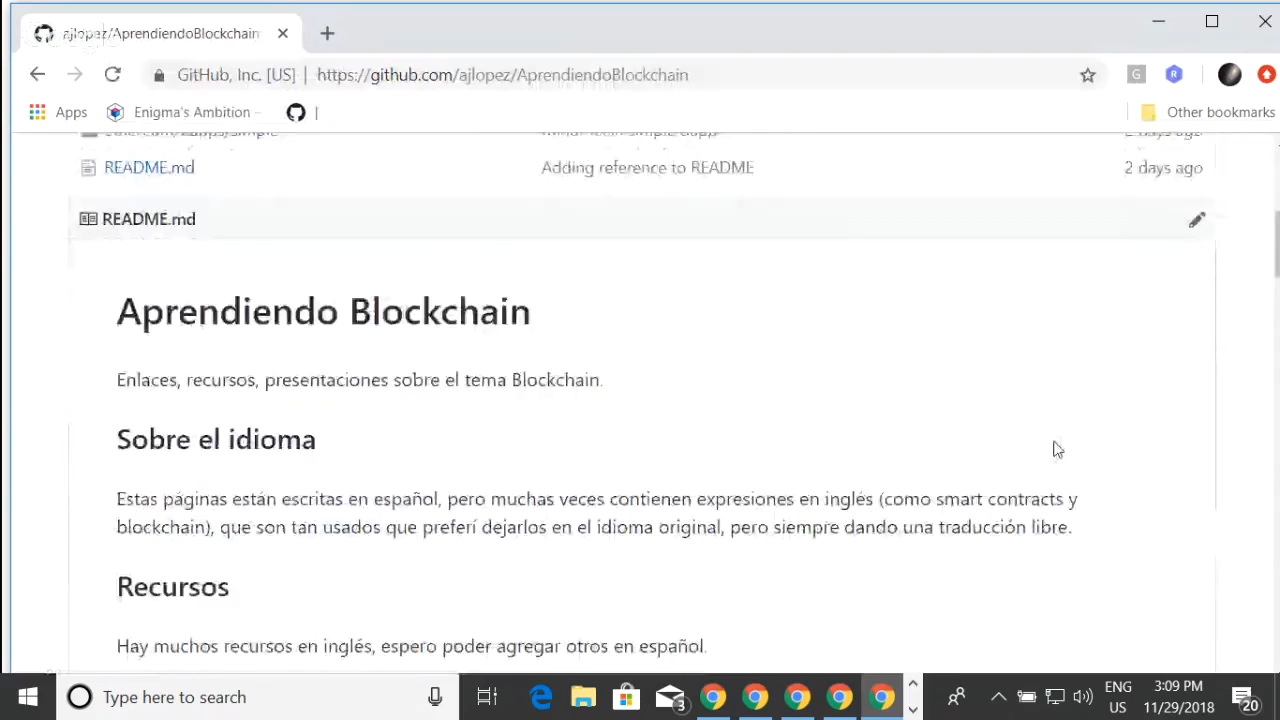 ajlopez/AprendiendoBlockchain
GitHub, Inc. [US] | https://github.com/ajlopez/AprendiendoBlockchain
Apps Enigma's Ambition – | Other bookmarks
2 days ago
README.md Adding reference to README 2 days ago
README.md
Aprendiendo Blockchain
Enlaces, recursos, presentaciones sobre el tema Blockchain.
Sobre el idioma
Estas páginas están escritas en español, pero muchas veces contienen expresiones en inglés (como smart contracts y
blockchain), que son tan usados que preferí dejarlos en el idioma original, pero siempre dando una traducción libre.
Recursos
Hay muchos recursos en inglés, espero poder agregar otros en español.
Type here to search
3
ENG 3:09 PM
US 11/29/2018 20